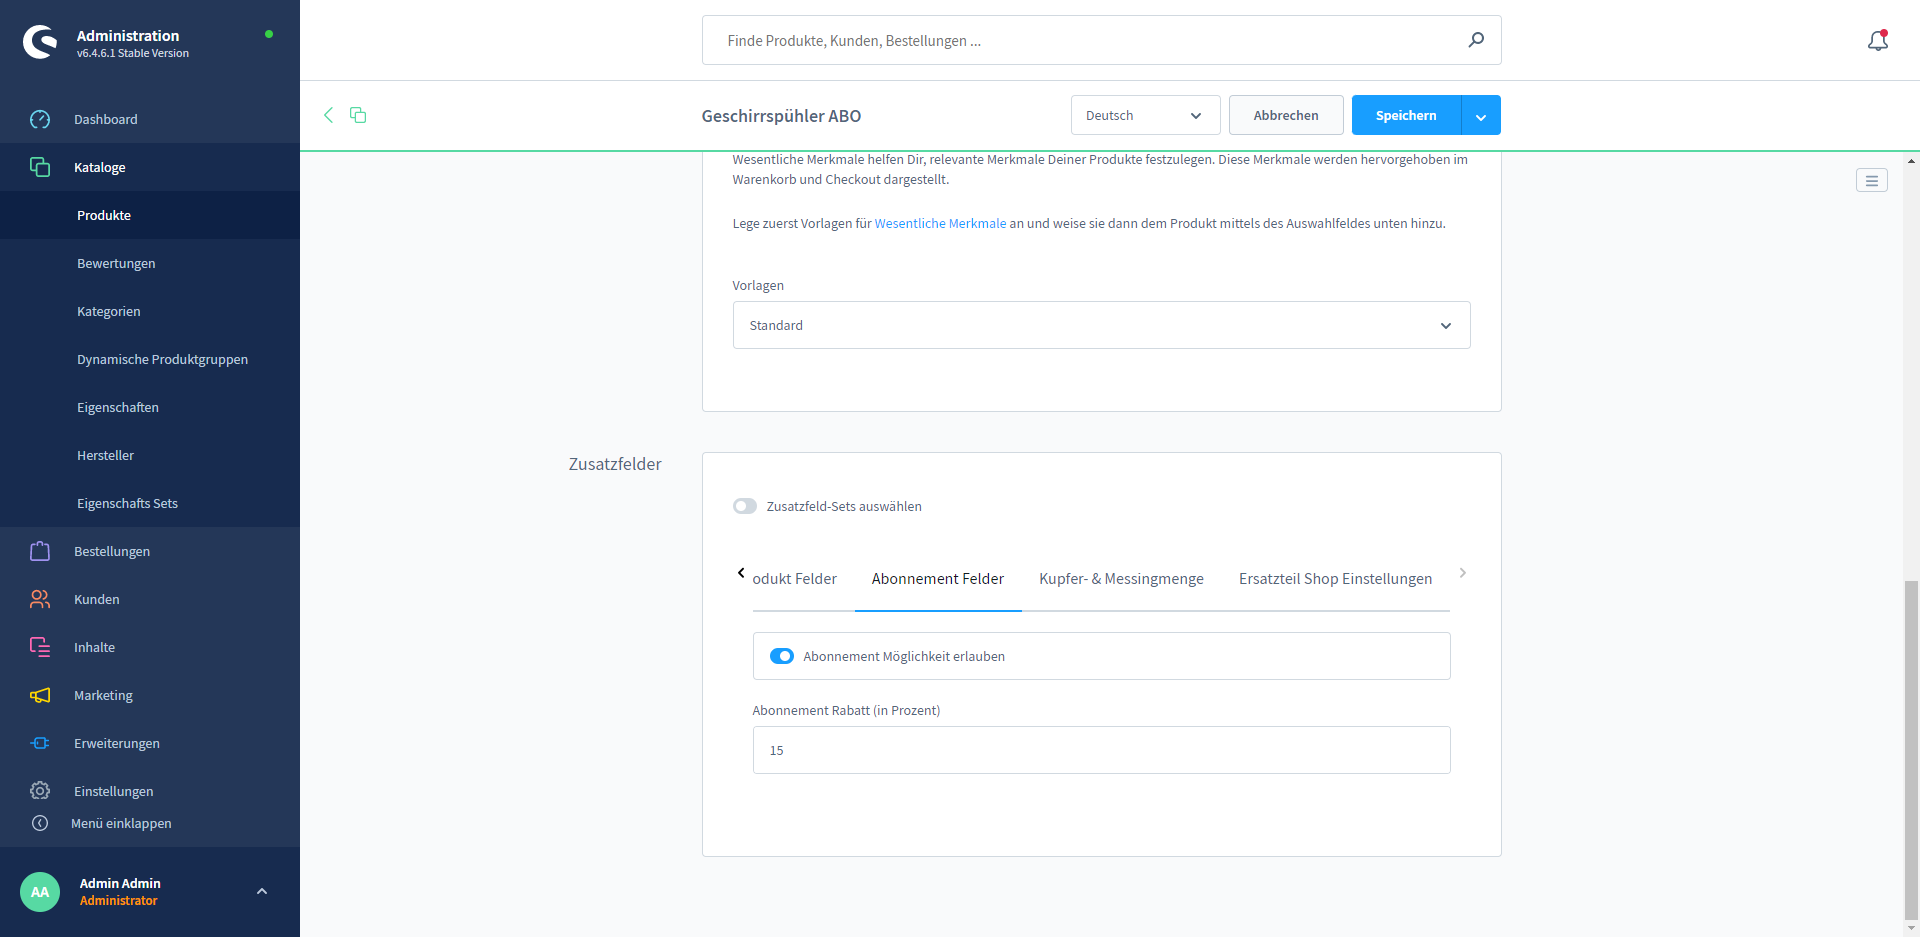 Administration
v6.4.6.1 Stable Version
Dashboard
Kataloge
Produkte
Bewertungen
Kategorien
Dynamische Produktgruppen
Eigenschaften
Hersteller
Eigenschafts Sets
Bestellungen
Kunden
Inhalte
Marketing
Erweiterungen
Einstellungen
Menü einklappen
AA
Admin Admin
Administrator
Finde Produkte, Kunden, Bestellungen ...
Geschirrspühler ABO
Deutsch
Abbrechen
Speichern
Wesentliche Merkmale helfen Dir, relevante Merkmale Deiner Produkte festzulegen. Diese Merkmale werden hervorgehoben im
Warenkorb und Checkout dargestellt.
Lege zuerst Vorlagen für Wesentliche Merkmale an und weise sie dann dem Produkt mittels des Auswahlfeldes unten hinzu.
Vorlagen
Standard
Zusatzfelder
Zusatzfeld-Sets auswählen
odukt Felder
Abonnement Felder
Kupfer- & Messingmenge
Ersatzteil Shop Einstellungen
Abonnement Möglichkeit erlauben
Abonnement Rabatt (in Prozent)
15